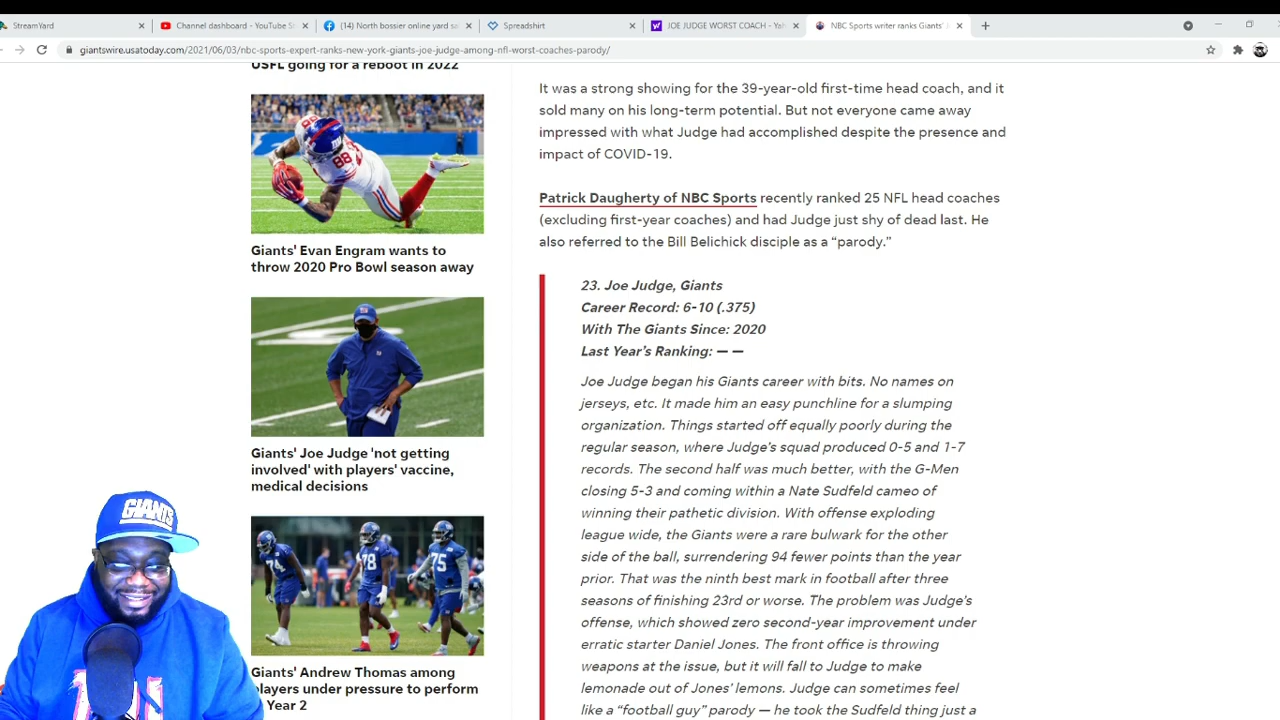 StreamYard
Channel dashboard - YouTube St
(14) North bossier online yard sa
Spreadshirt
JOE JUDGE WORST COACH - Yah
NBC Sports writer ranks Giants' J
giantswire.usatoday.com/2021/06/03/nbc-sports-expert-ranks-new-york-giants-joe-judge-among-nfl-worst-coaches-parody/
USFL going for a reboot in 2022
88
Giants' Evan Engram wants to
throw 2020 Pro Bowl season away
Giants' Joe Judge 'not getting
involved' with players' vaccine,
medical decisions
74
78
75
Giants' Andrew Thomas among
players under pressure to perform
Year 2
GIANTS
It was a strong showing for the 39-year-old first-time head coach, and it
sold many on his long-term potential. But not everyone came away
impressed with what Judge had accomplished despite the presence and
impact of COVID-19.
Patrick Daugherty of NBC Sports recently ranked 25 NFL head coaches
(excluding first-year coaches) and had Judge just shy of dead last. He
also referred to the Bill Belichick disciple as a “parody.”
23. Joe Judge, Giants
Career Record: 6-10 (.375)
With The Giants Since: 2020
Last Year’s Ranking: — —
Joe Judge began his Giants career with bits. No names on
jerseys, etc. It made him an easy punchline for a slumping
organization. Things started off equally poorly during the
regular season, where Judge’s squad produced 0-5 and 1-7
records. The second half was much better, with the G-Men
closing 5-3 and coming within a Nate Sudfeld cameo of
winning their pathetic division. With offense exploding
league wide, the Giants were a rare bulwark for the other
side of the ball, surrendering 94 fewer points than the year
prior. That was the ninth best mark in football after three
seasons of finishing 23rd or worse. The problem was Judge’s
offense, which showed zero second-year improvement under
erratic starter Daniel Jones. The front office is throwing
weapons at the issue, but it will fall to Judge to make
lemonade out of Jones’ lemons. Judge can sometimes feel
like a “football guy” parody — he took the Sudfeld thing just a